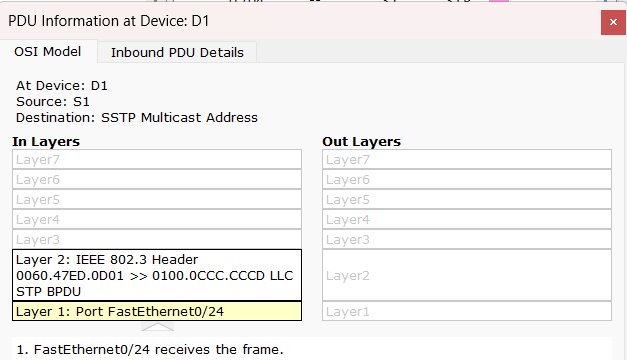 PDU Information at Device: D1
OSI Model
Inbound PDU Details
At Device: D1
Source: S1
Destination: SSTP Multicast Address
In Layers
Layer7
Layer6
Layer5
Layer4
Layer3
Layer 2: IEEE 802.3 Header
0060.47ED.0D01 >> 0100.0CCC.CCCD LLC
STP BPDU
Layer 1: Port FastEthernet0/24
Out Layers
Layer7
Layer6
Layer5
Layer4
Layer3
Layer2
Layer1
1. FastEthernet0/24 receives the frame.